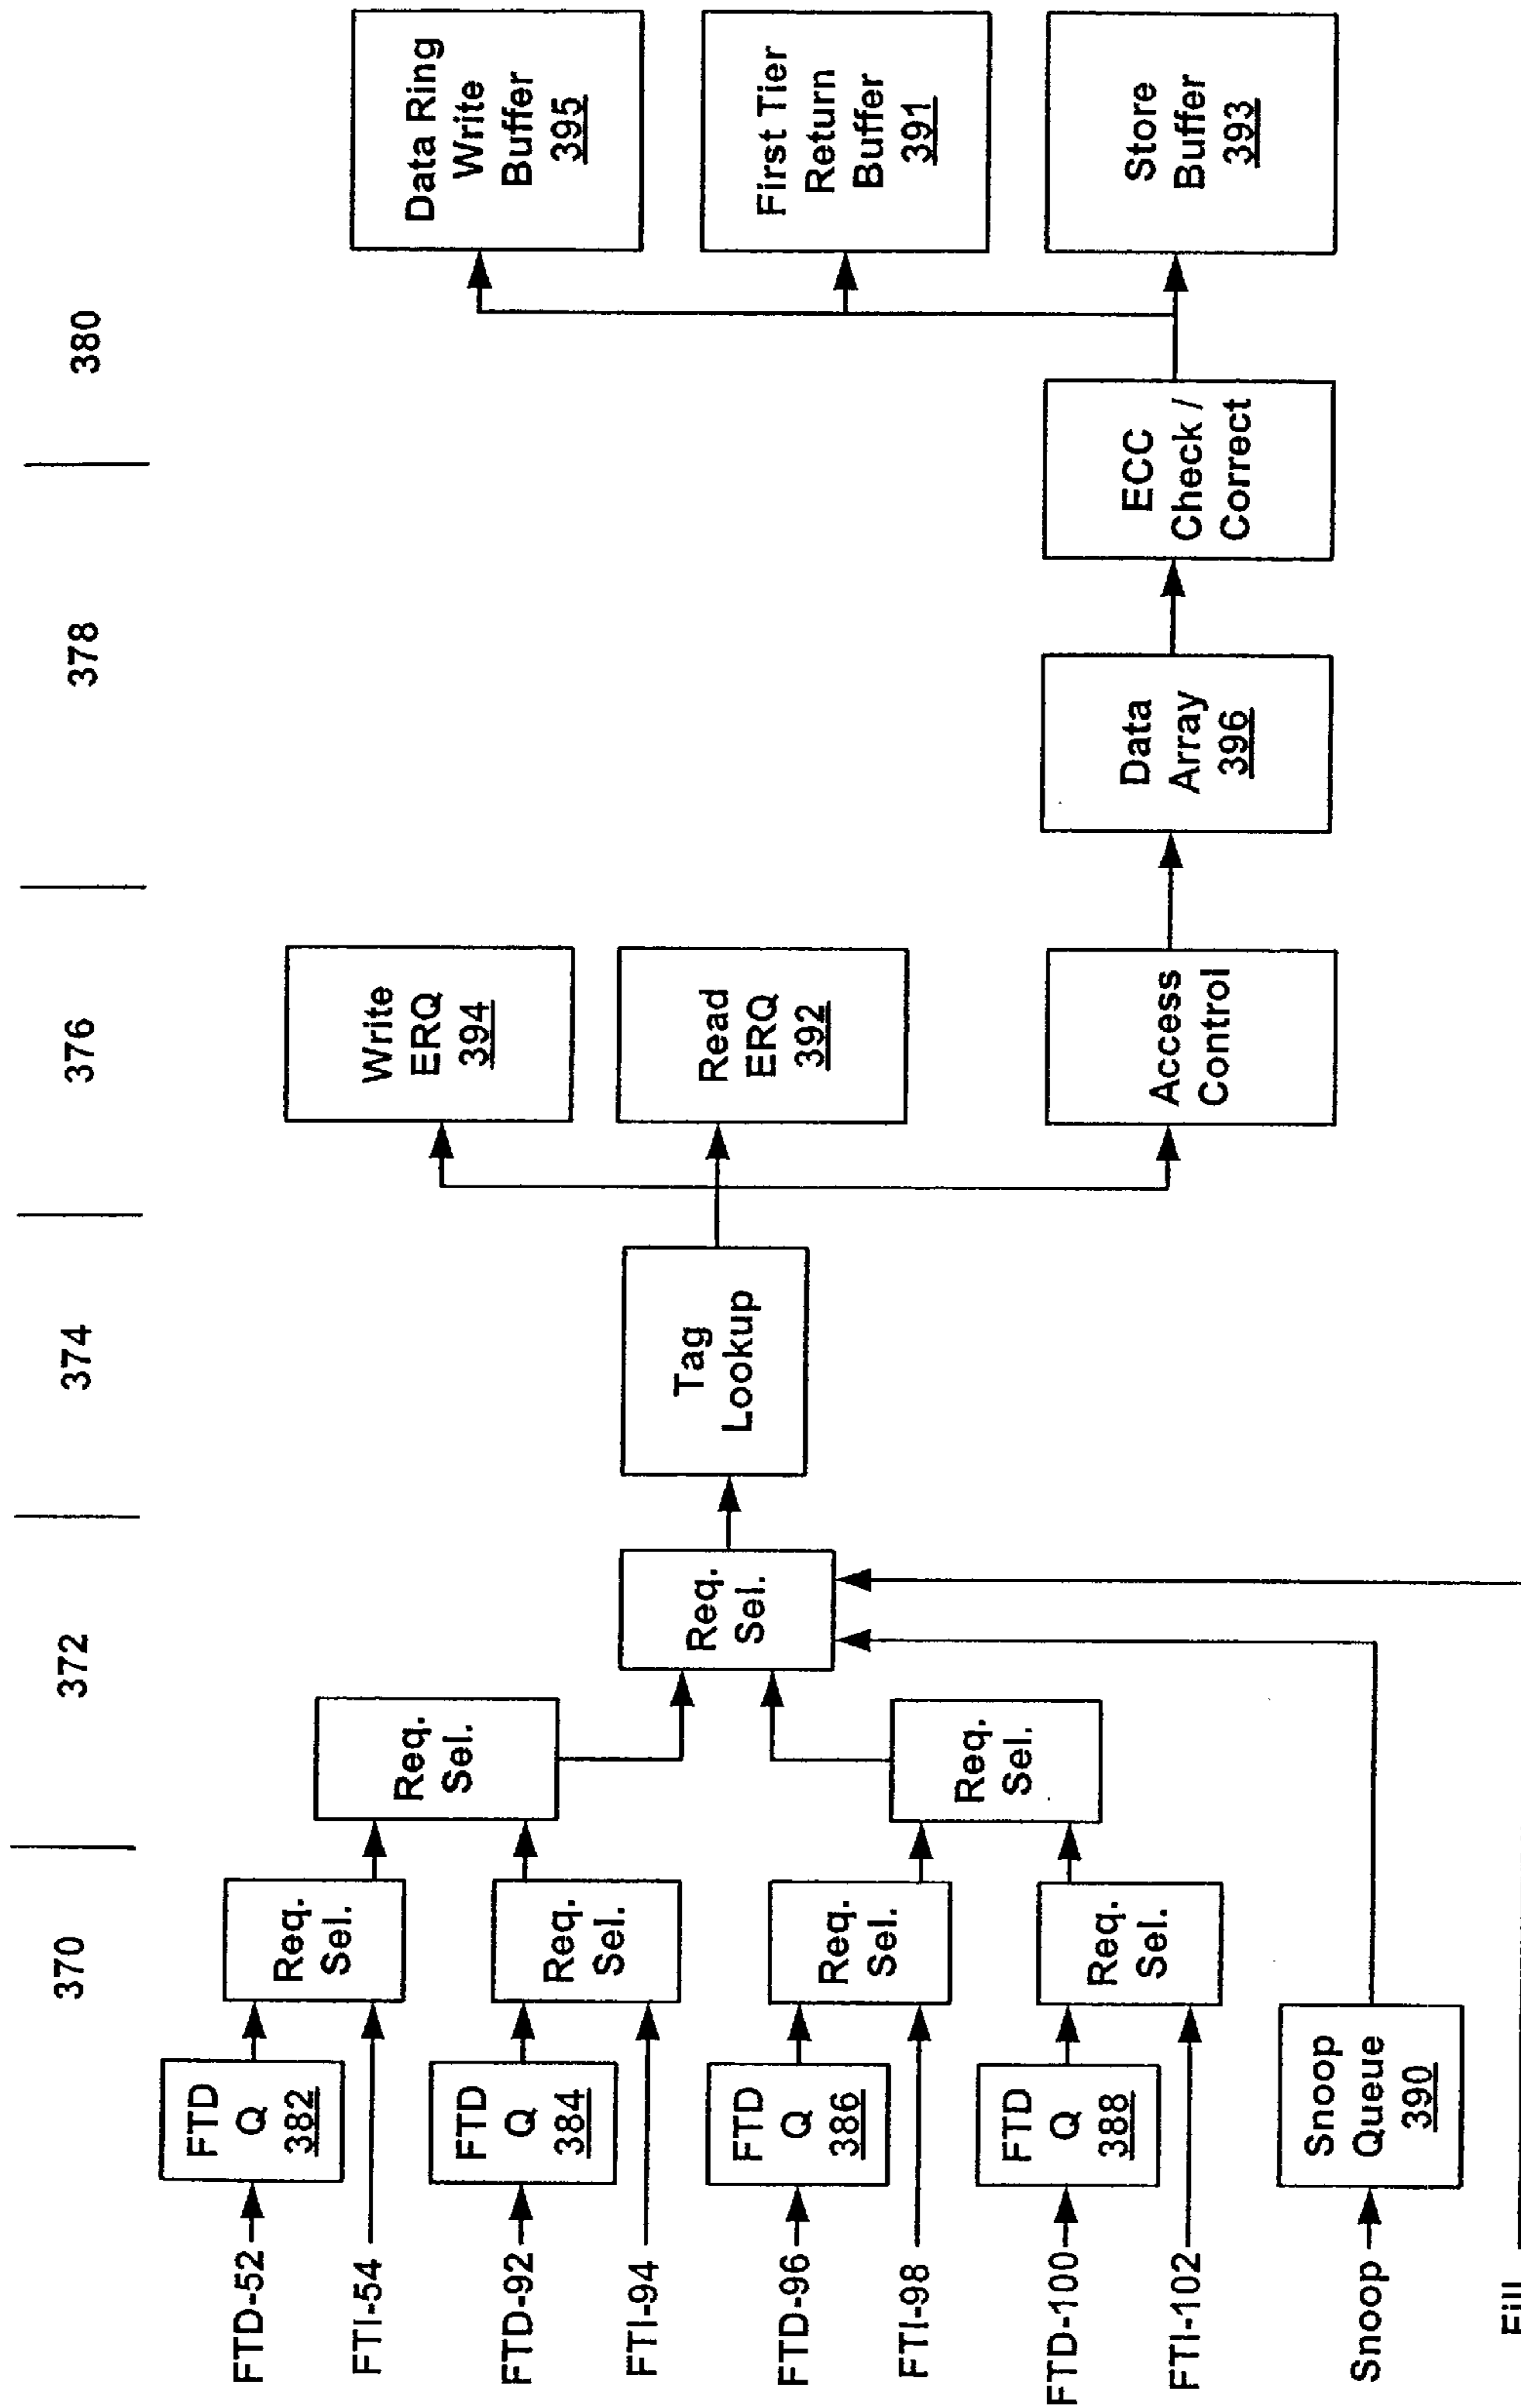 370
372
374
376
378
380
FTD-52
FTD
Q
382
FTI-54
Req.
Sel.
FTD-92
FTD
Q
384
FTI-94
Req.
Sel.
Req.
Sel.
FTD-96
FTD
Q
386
FTI-98
Req.
Sel.
FTD-100
FTD
Q
388
FTI-102
Req.
Sel.
Req.
Sel.
Snoop
Snoop
Queue
390
Fill
Req.
Sel.
Tag
Lookup
Write
ERQ
394
Read
ERQ
392
Access
Control
Data
Array
396
ECC
Check /
Correct
Data Ring
Write
Buffer
395
First Tier
Return
Buffer
391
Store
Buffer
393